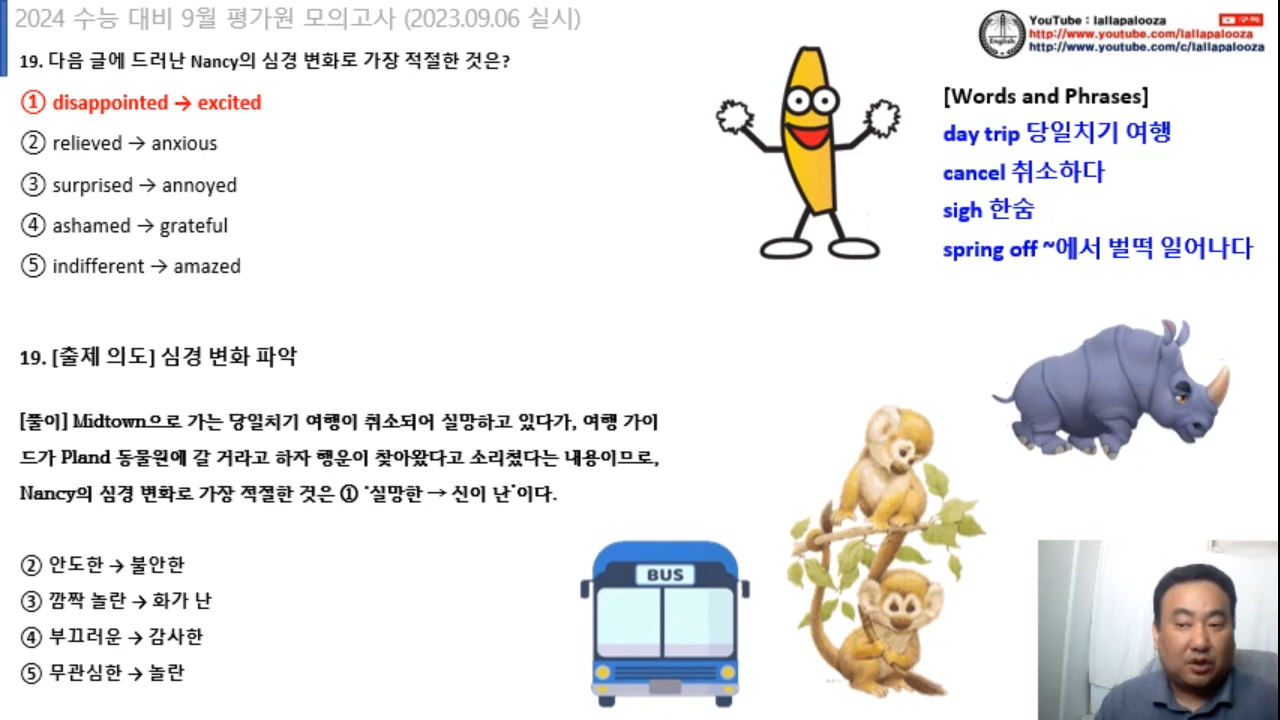 2024 수능 대비 9월 평가원 모의고사 (2023.09.06 실시)
YouTube : lallapalooza
구독
http://www.youtube.com/lallapalooza
http://www.youtube.com/c/lallapalooza
English
19. 다음 글에 드러난 Nancy의 심경 변화로 가장 적절한 것은?
① disappointed → excited
② relieved → anxious
③ surprised → annoyed
④ ashamed → grateful
⑤ indifferent → amazed
[Words and Phrases]
day trip 당일치기 여행
cancel 취소하다
sigh 한숨
spring off ~에서 벌떡 일어나다
19. [출제 의도] 심경 변화 파악
[풀이] Midtown으로 가는 당일치기 여행이 취소되어 실망하고 있다가, 여행 가이
드가 Pland 동물원에 갈 거라고 하자 행운이 찾아왔다고 소리쳤다는 내용이므로,
Nancy의 심경 변화로 가장 적절한 것은 ① ‘실망한 → 신이 난’이다.
② 안도한 → 불안한
③ 깜짝 놀란 → 화가 난
④ 부끄러운 → 감사한
⑤ 무관심한 → 놀란
BUS